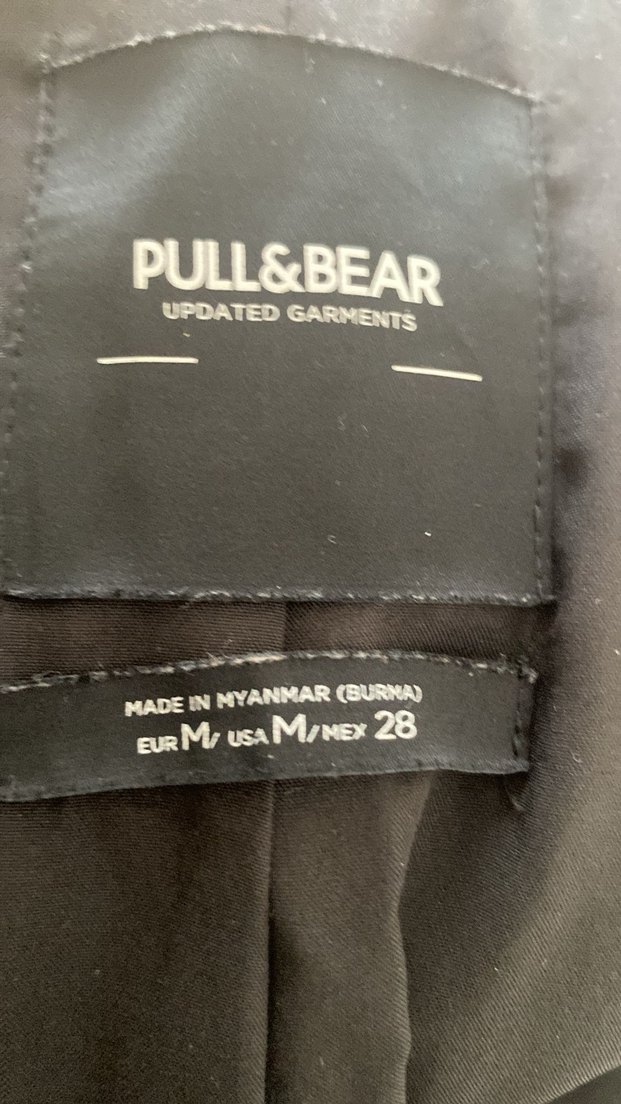 PULL&BEAR
UPDATED GARMENTS
MADE IN MYANMAR (BURMA)
EUR M/ USA M/MEX 28